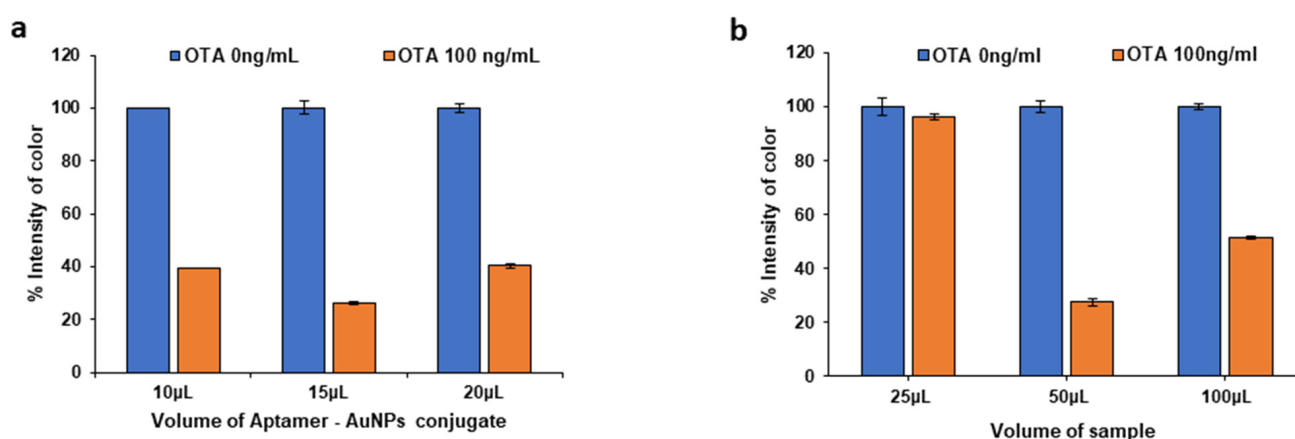 a
OTA 0ng/mL OTA 100 ng/mL
% Intensity of color
120
100
80
60
40
20
0
10µL 15µL 20µL
Volume of Aptamer - AuNPs conjugate
b
OTA 0ng/ml OTA 100ng/ml
% Intensity of color
120
100
80
60
40
20
0
25µL 50µL 100µL
Volume of sample